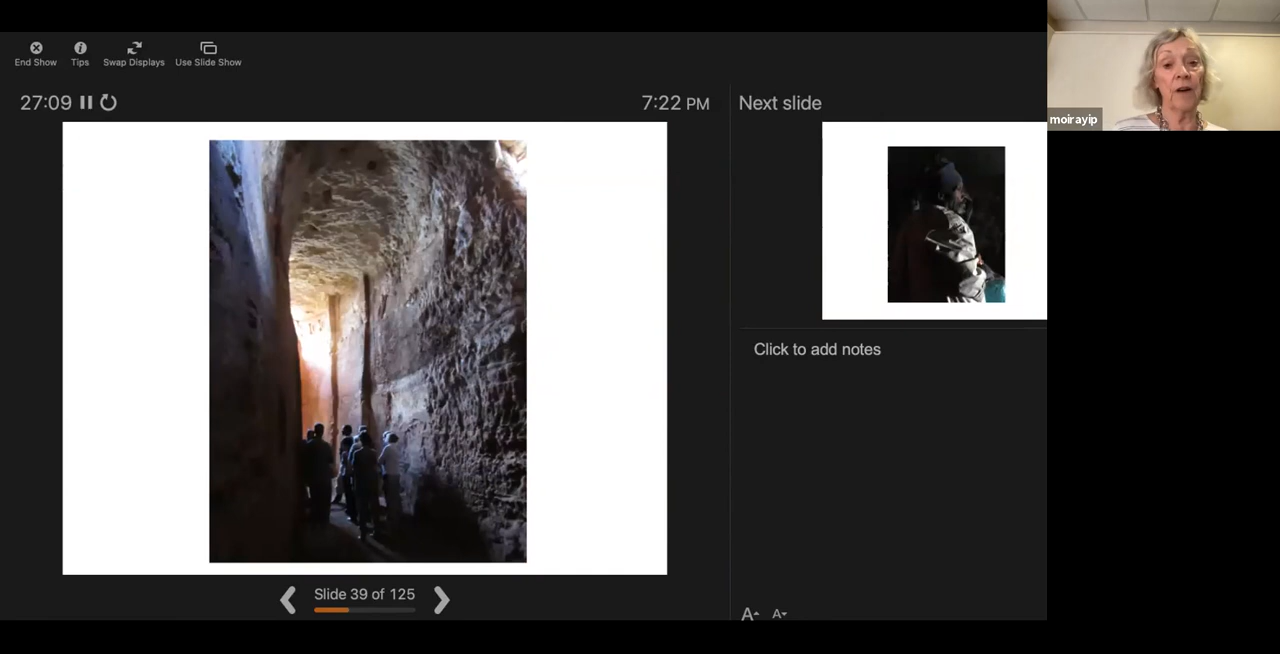 End Show
Tips
Swap Displays
Use Slide Show
27:09
7:22 PM
Next slide
moirayip
Click to add notes
Slide 39 of 125
A
A